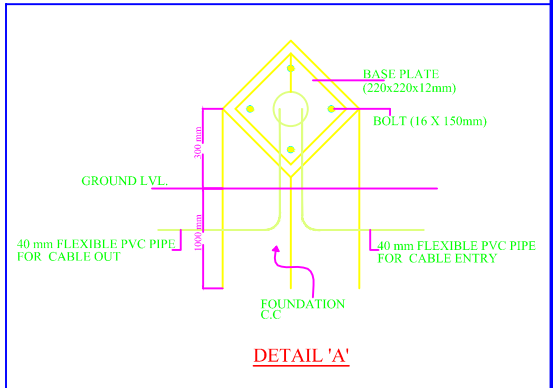 BASE PLATE
(220x220x12mm)
BOLT (16 X 150mm)
300 mm
GROUND LVL.
1000 mm
40 mm FLEXIBLE PVC PIPE
FOR CABLE OUT
40 mm FLEXIBLE PVC PIPE
FOR CABLE ENTRY
FOUNDATION
C.C
DETAIL 'A'